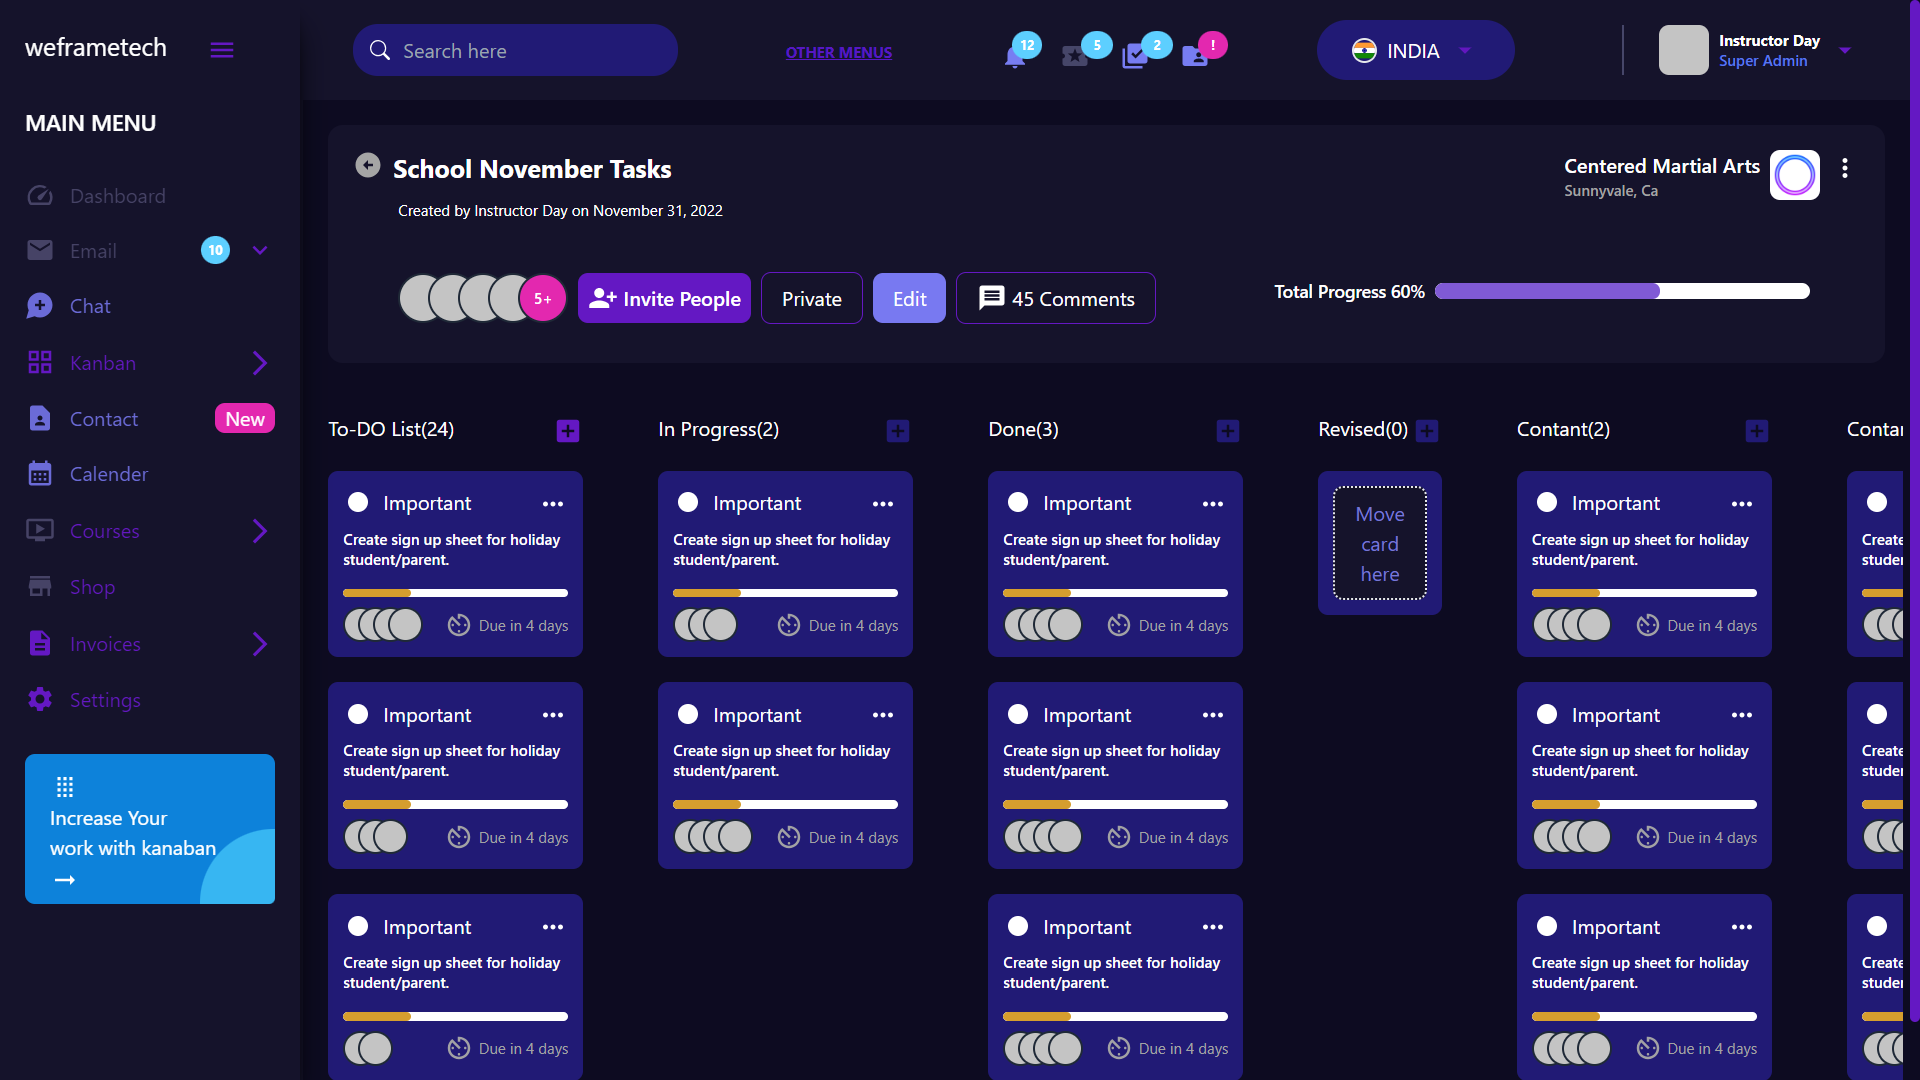 weframetech
Search here
OTHER MENUS
12
5
2
!
INDIA
Instructor Day
Super Admin
MAIN MENU
Dashboard
Email
10
Chat
Kanban
Contact
New
Calender
Courses
Shop
Invoices
Settings
Increase Your
work with kanaban
School November Tasks
Created by Instructor Day on November 31, 2022
Centered Martial Arts
Sunnyvale, Ca
5+
Invite People
Private
Edit
45 Comments
Total Progress 60%
To-DO List(24)
Important
Create sign up sheet for holiday
student/parent.
Due in 4 days
Important
Create sign up sheet for holiday
student/parent.
Due in 4 days
Important
Create sign up sheet for holiday
student/parent.
Due in 4 days
In Progress(2)
Important
Create sign up sheet for holiday
student/parent.
Due in 4 days
Important
Create sign up sheet for holiday
student/parent.
Due in 4 days
Done(3)
Important
Create sign up sheet for holiday
student/parent.
Due in 4 days
Important
Create sign up sheet for holiday
student/parent.
Due in 4 days
Important
Create sign up sheet for holiday
student/parent.
Due in 4 days
Revised(0)
Move
card
here
Contant(2)
Important
Create sign up sheet for holiday
student/parent.
Due in 4 days
Important
Create sign up sheet for holiday
student/parent.
Due in 4 days
Important
Create sign up sheet for holiday
student/parent.
Due in 4 days